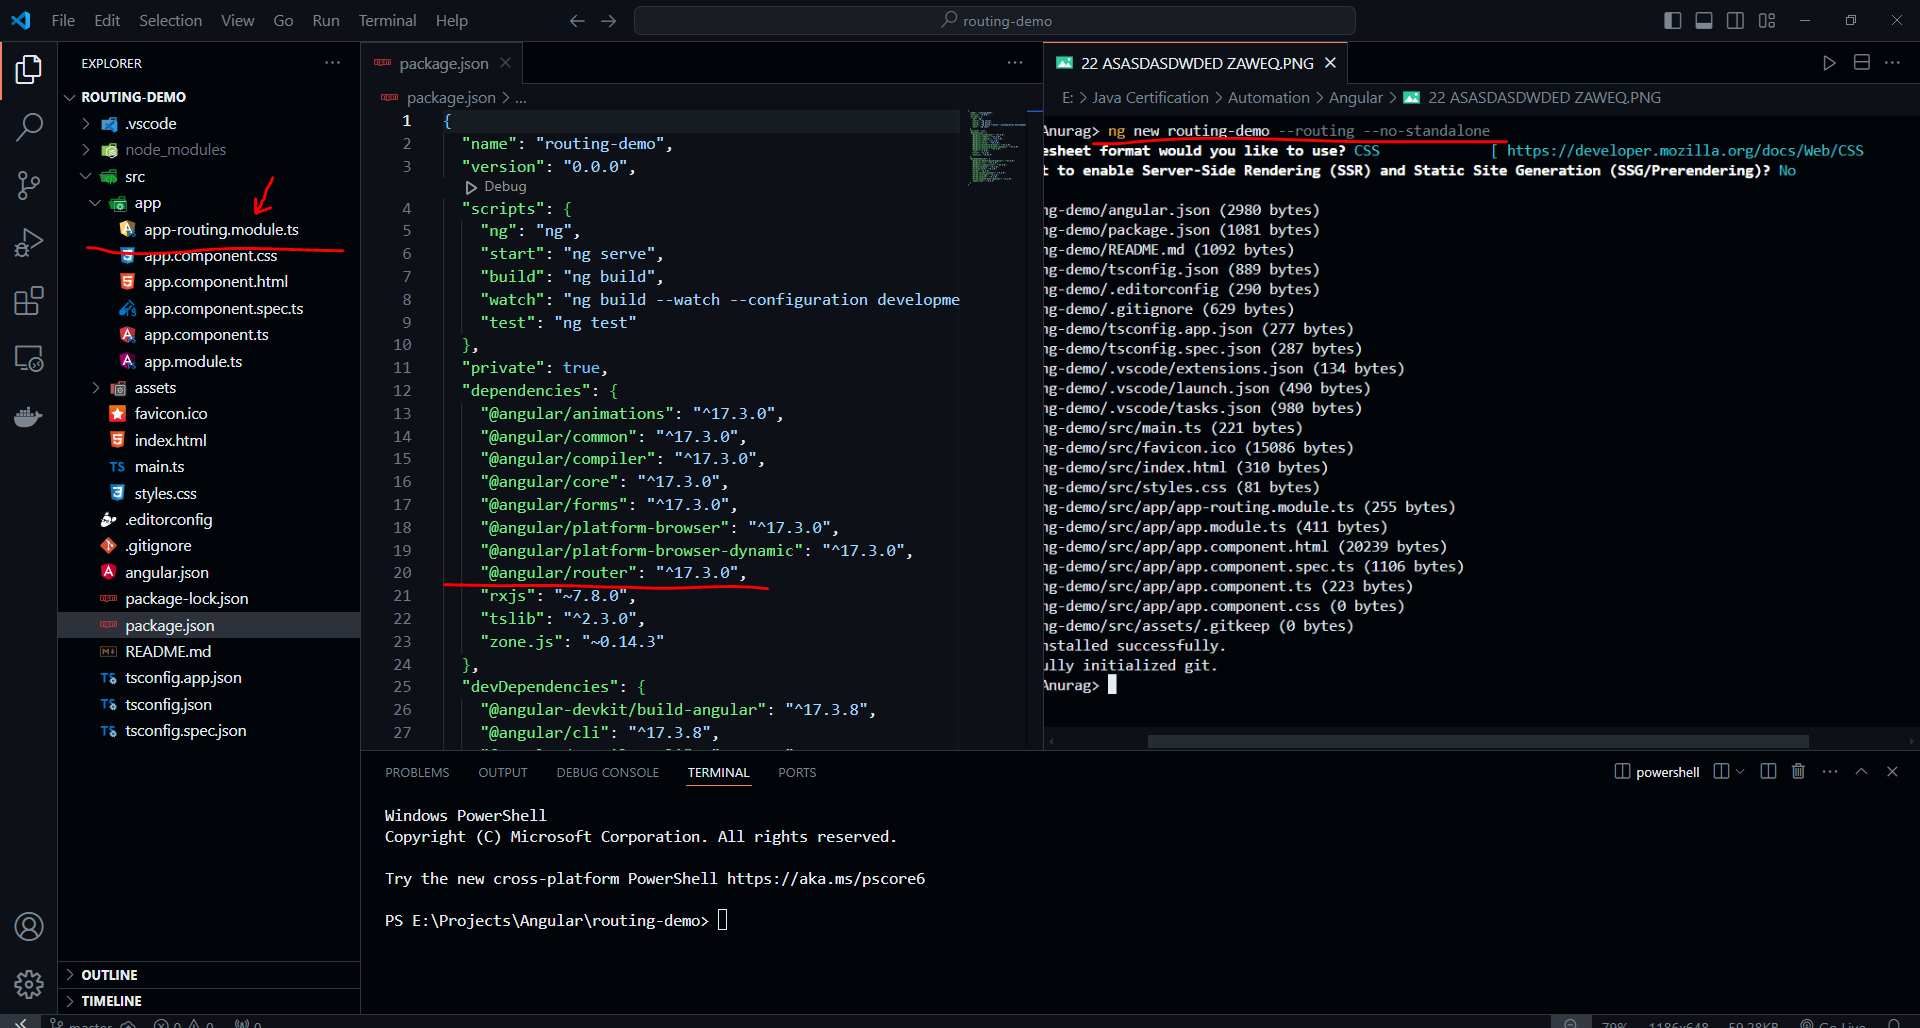 File Edit Selection View Go Run Terminal Help
routing-demo
EXPLORER
ROUTING-DEMO
.vscode
node_modules
src
app
app-routing.module.ts
app.component.css
app.component.html
app.component.spec.ts
app.component.ts
app.module.ts
assets
favicon.ico
index.html
main.ts
styles.css
.editorconfig
.gitignore
angular.json
package-lock.json
package.json
README.md
tsconfig.app.json
tsconfig.json
tsconfig.spec.json
OUTLINE
TIMELINE
package.json
package.json > ...
1 {
2 "name": "routing-demo",
3 "version": "0.0.0",
Debug
4 "scripts": {
5 "ng": "ng",
6 "start": "ng serve",
7 "build": "ng build",
8 "watch": "ng build --watch --configuration developme
9 "test": "ng test"
10 },
11 "private": true,
12 "dependencies": {
13 "@angular/animations": "^17.3.0",
14 "@angular/common": "^17.3.0",
15 "@angular/compiler": "^17.3.0",
16 "@angular/core": "^17.3.0",
17 "@angular/forms": "^17.3.0",
18 "@angular/platform-browser": "^17.3.0",
19 "@angular/platform-browser-dynamic": "^17.3.0",
20 "@angular/router": "^17.3.0",
21 "rxjs": "~7.8.0",
22 "tslib": "^2.3.0",
23 "zone.js": "~0.14.3"
24 },
25 "devDependencies": {
26 "@angular-devkit/build-angular": "^17.3.8",
27 "@angular/cli": "^17.3.8",
22 ASASDASDWDED ZAWEQ.PNG
E: > Java Certification > Automation > Angular > 22 ASASDASDWDED ZAWEQ.PNG
Anurag> ng new routing-demo --routing --no-standalone
esheet format would you like to use? CSS [ https://developer.mozilla.org/docs/Web/CSS
t to enable Server-Side Rendering (SSR) and Static Site Generation (SSG/Prerendering)? No
ng-demo/angular.json (2980 bytes)
ng-demo/package.json (1081 bytes)
ng-demo/README.md (1092 bytes)
ng-demo/tsconfig.json (889 bytes)
ng-demo/.editorconfig (290 bytes)
ng-demo/.gitignore (629 bytes)
ng-demo/tsconfig.app.json (277 bytes)
ng-demo/tsconfig.spec.json (287 bytes)
ng-demo/.vscode/extensions.json (134 bytes)
ng-demo/.vscode/launch.json (490 bytes)
ng-demo/.vscode/tasks.json (980 bytes)
ng-demo/src/main.ts (221 bytes)
ng-demo/src/favicon.ico (15086 bytes)
ng-demo/src/index.html (310 bytes)
ng-demo/src/styles.css (81 bytes)
ng-demo/src/app/app-routing.module.ts (255 bytes)
ng-demo/src/app/app.module.ts (411 bytes)
ng-demo/src/app/app.component.html (20239 bytes)
ng-demo/src/app/app.component.spec.ts (1106 bytes)
ng-demo/src/app/app.component.ts (223 bytes)
ng-demo/src/app/app.component.css (0 bytes)
ng-demo/src/assets/.gitkeep (0 bytes)
nstalled successfully.
ully initialized git.
Anurag>
PROBLEMS OUTPUT DEBUG CONSOLE TERMINAL PORTS
powershell
Windows PowerShell
Copyright (C) Microsoft Corporation. All rights reserved.
Try the new cross-platform PowerShell https://aka.ms/pscore6
PS E:\Projects\Angular\routing-demo>
master 0 0 0 79% 1186x648 59.28KB Go Live